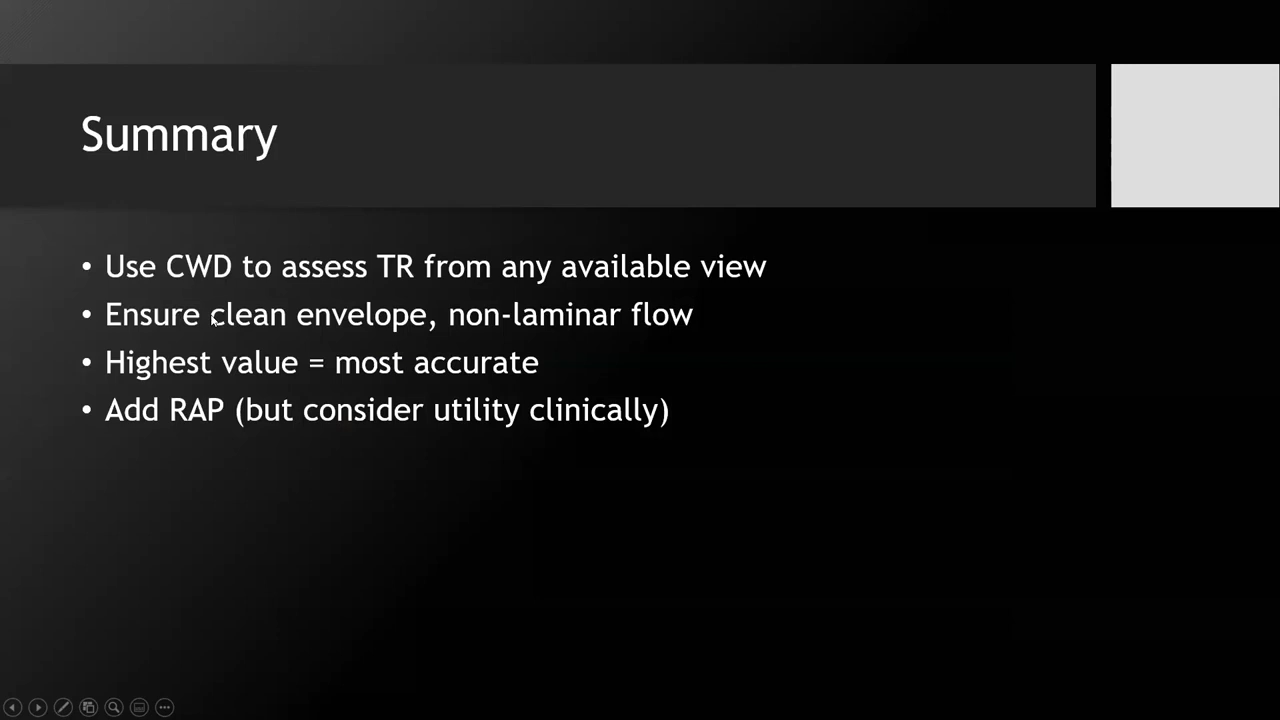 Summary
• Use CWD to assess TR from any available view
• Ensure clean envelope, non-laminar flow
• Highest value = most accurate
• Add RAP (but consider utility clinically)